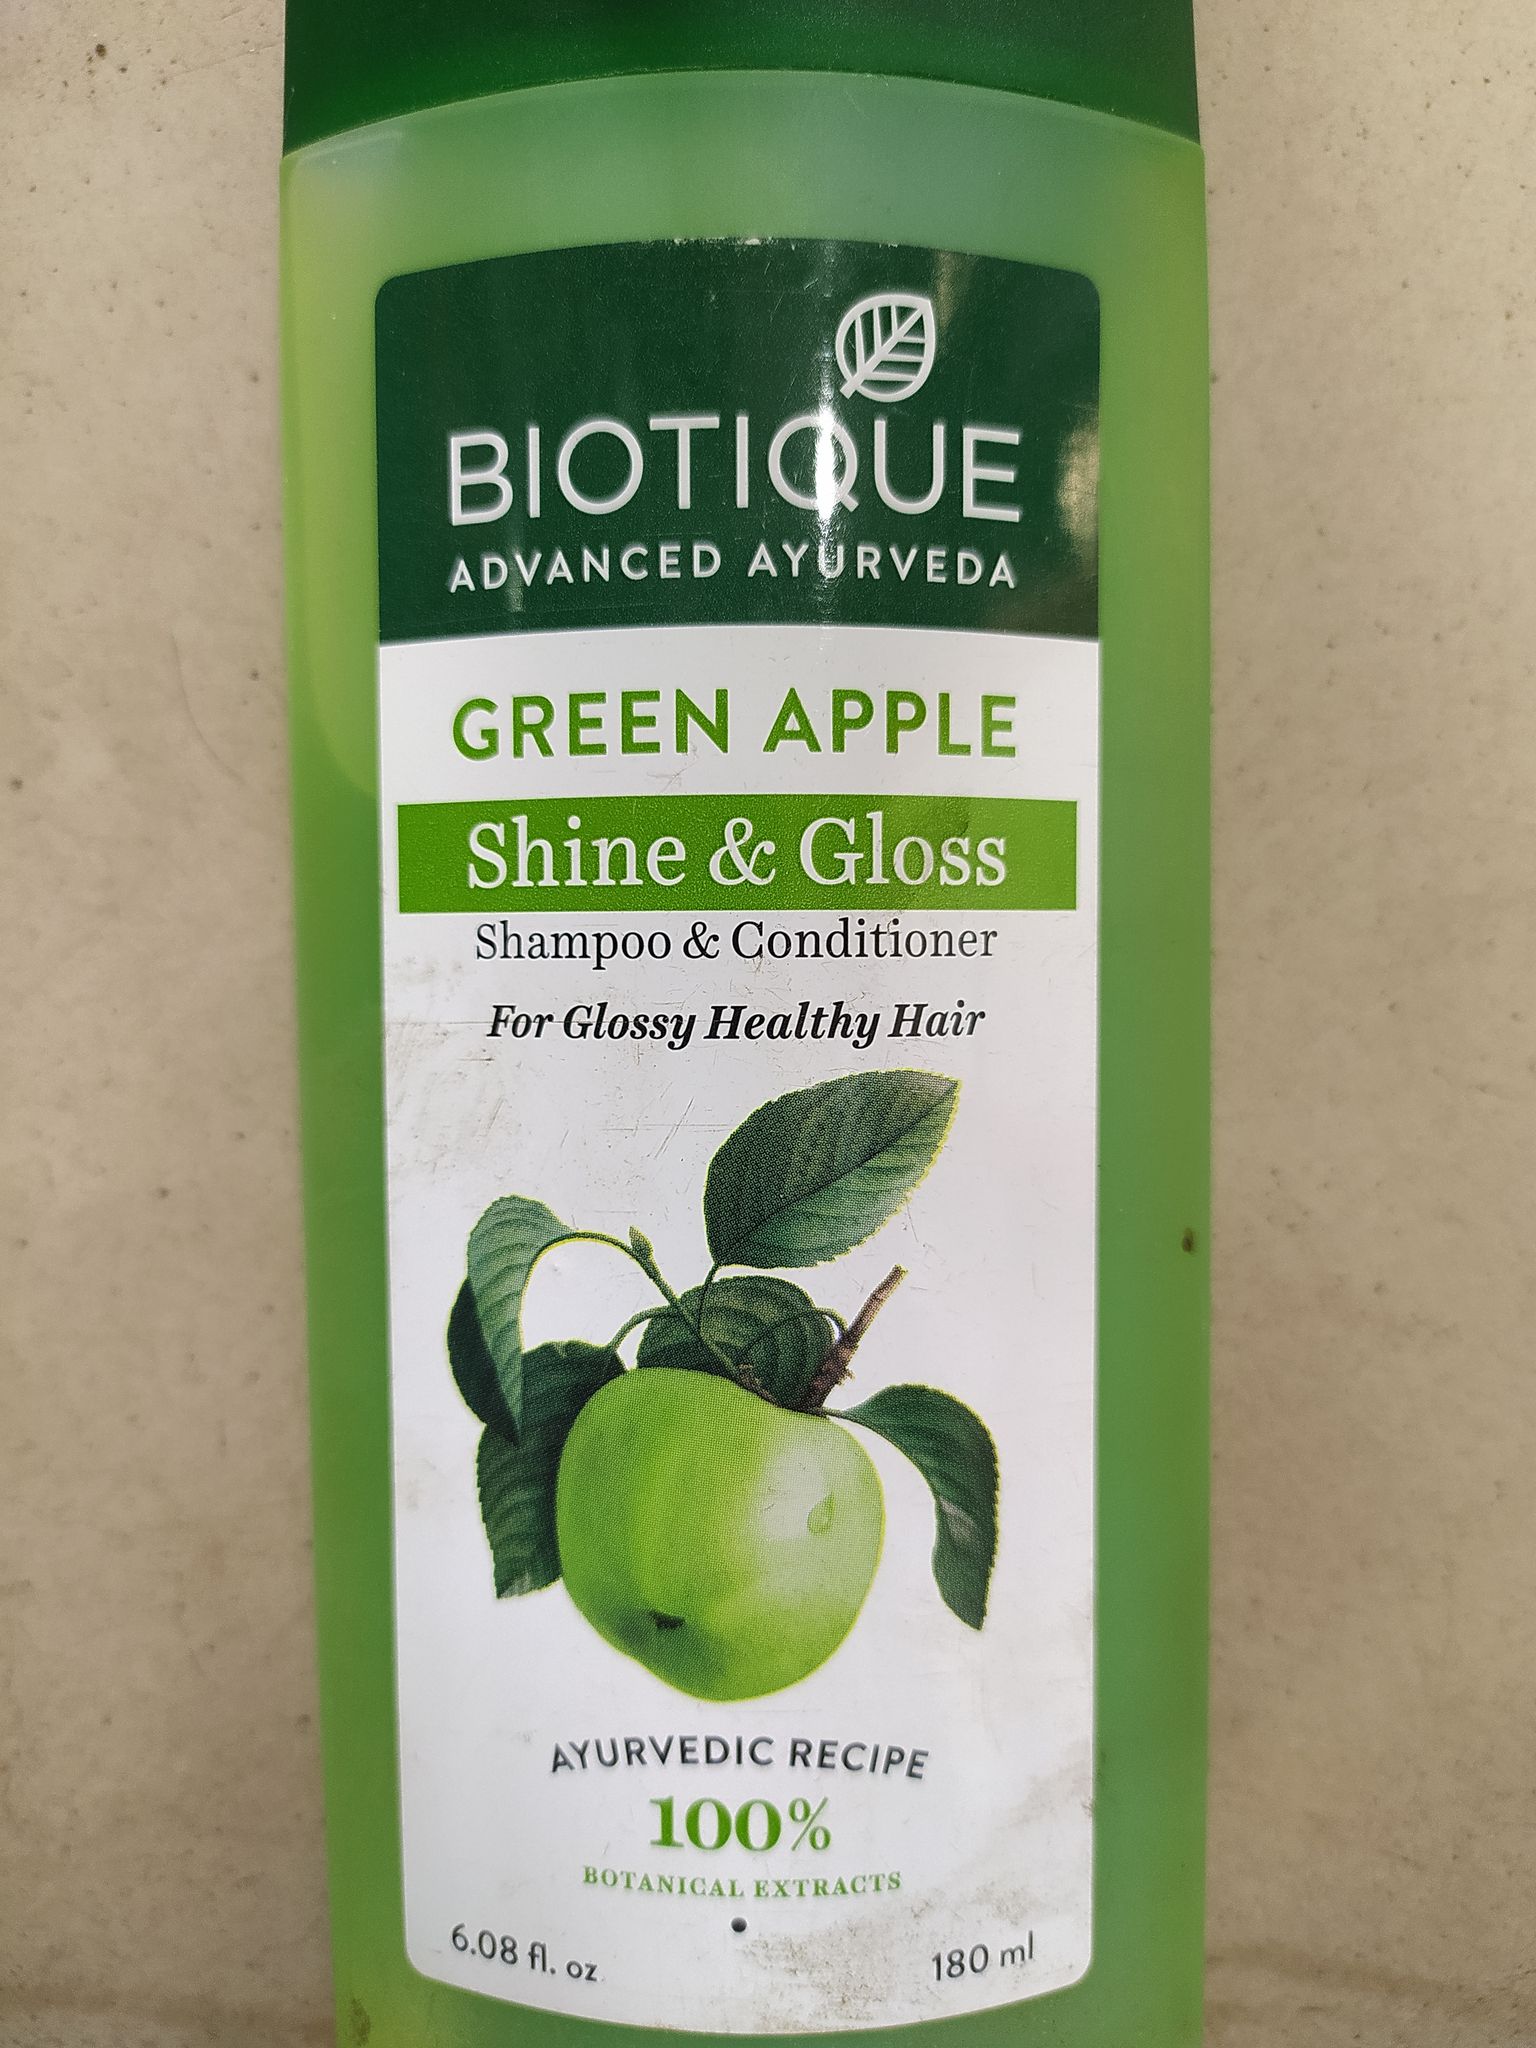 BIOTIQUE
ADVANCED AYURVEDA
GREEN APPLE
Shine & Gloss
Shampoo & Conditioner
For Glossy Healthy Hair
AYURVEDIC RECIPE
100%
BOTANICAL EXTRACTS
6.08 fl. oz 180 ml